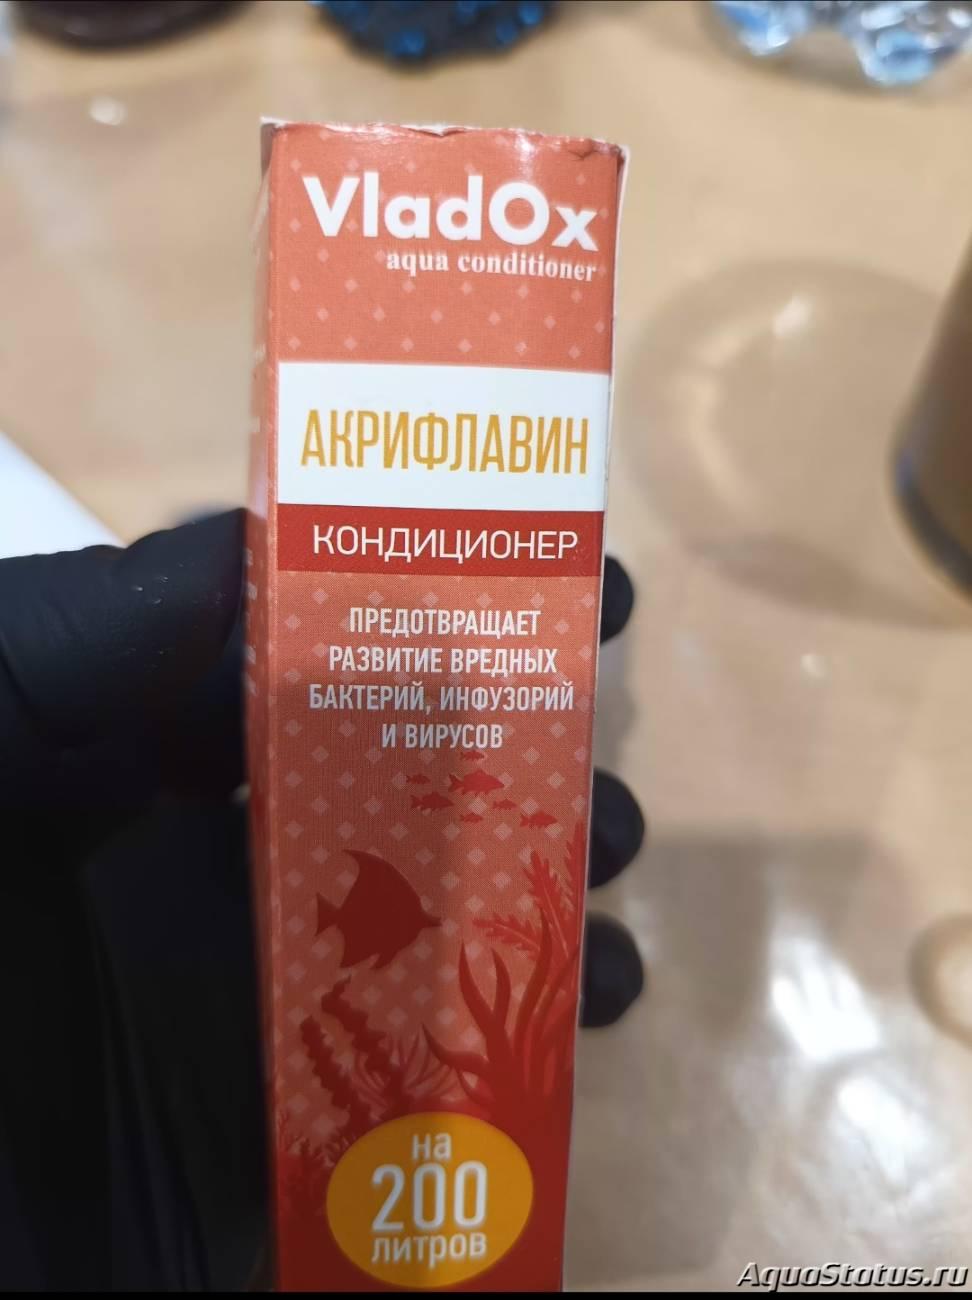 VladOx
aqua conditioner
АКРИФЛАВИН
КОНДИЦИОНЕР
ПРЕДОТВРАЩАЕТ
РАЗВИТИЕ ВРЕДНЫХ
БАКТЕРИЙ, ИНФУЗОРИЙ
И ВИРУСОВ
на
200
литров
AquaStatus.ru